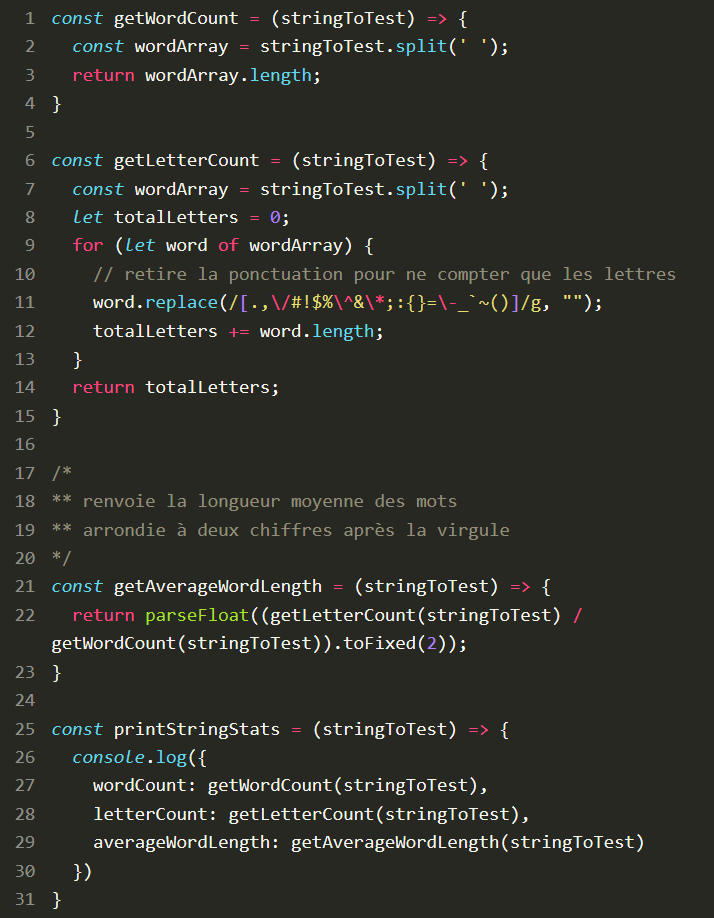 1 const getWordCount = (stringToTest) => {
2   const wordArray = stringToTest.split(' ');
3   return wordArray.length;
4 }
5
6 const getLetterCount = (stringToTest) => {
7   const wordArray = stringToTest.split(' ');
8   let totalLetters = 0;
9   for (let word of wordArray) {
10     // retire la ponctuation pour ne compter que les lettres
11     word.replace(/[.,\/#!$%\^&\*;:{}=\-_`~()]/g, "");
12     totalLetters += word.length;
13   }
14   return totalLetters;
15 }
16
17 /*
18 ** renvoie la longueur moyenne des mots
19 ** arrondie à deux chiffres après la virgule
20 */
21 const getAverageWordLength = (stringToTest) => {
22   return parseFloat((getLetterCount(stringToTest) /
getWordCount(stringToTest)).toFixed(2));
23 }
24
25 const printStringStats = (stringToTest) => {
26   console.log({
27     wordCount: getWordCount(stringToTest),
28     letterCount: getLetterCount(stringToTest),
29     averageWordLength: getAverageWordLength(stringToTest)
30   })
31 }